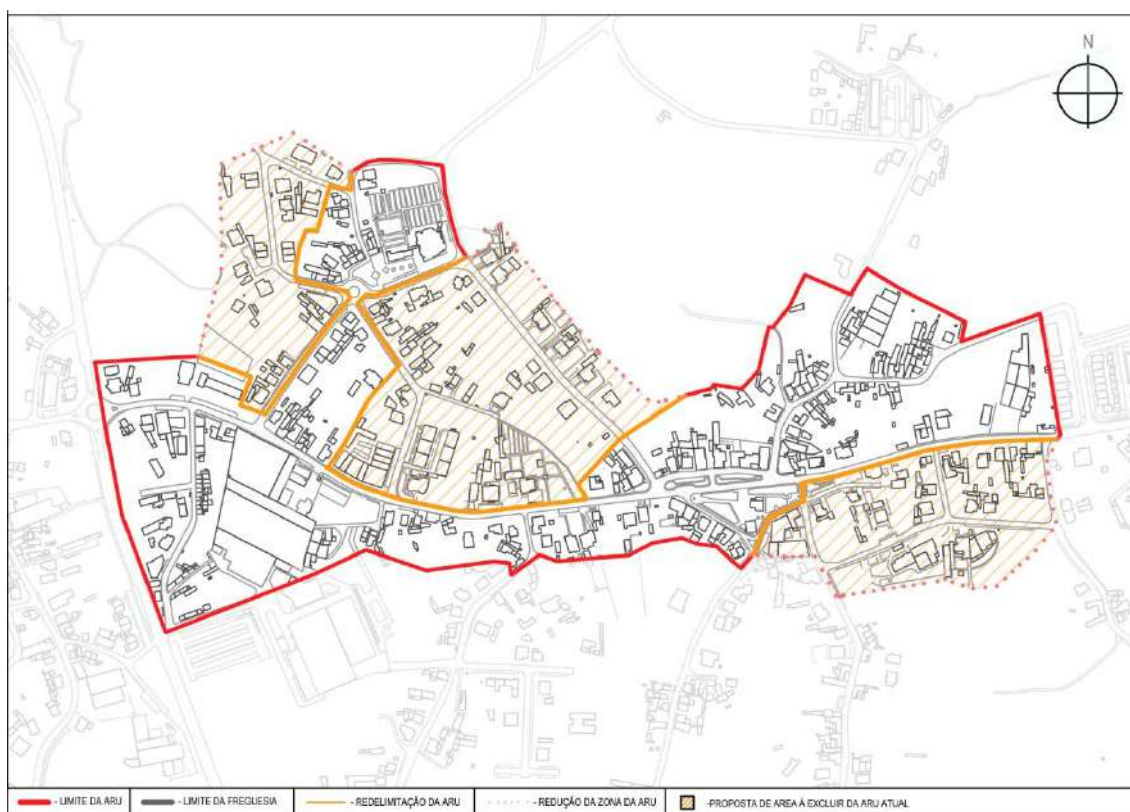 N
- LIMITE DA ARU - LIMITE DA FREGUESIA - REDELIMITAÇÃO DA ARU - REDUÇÃO DA ZONA DA ARU -PROPOSTA DE AREA À EXCLUIR DA ARU ATUAL